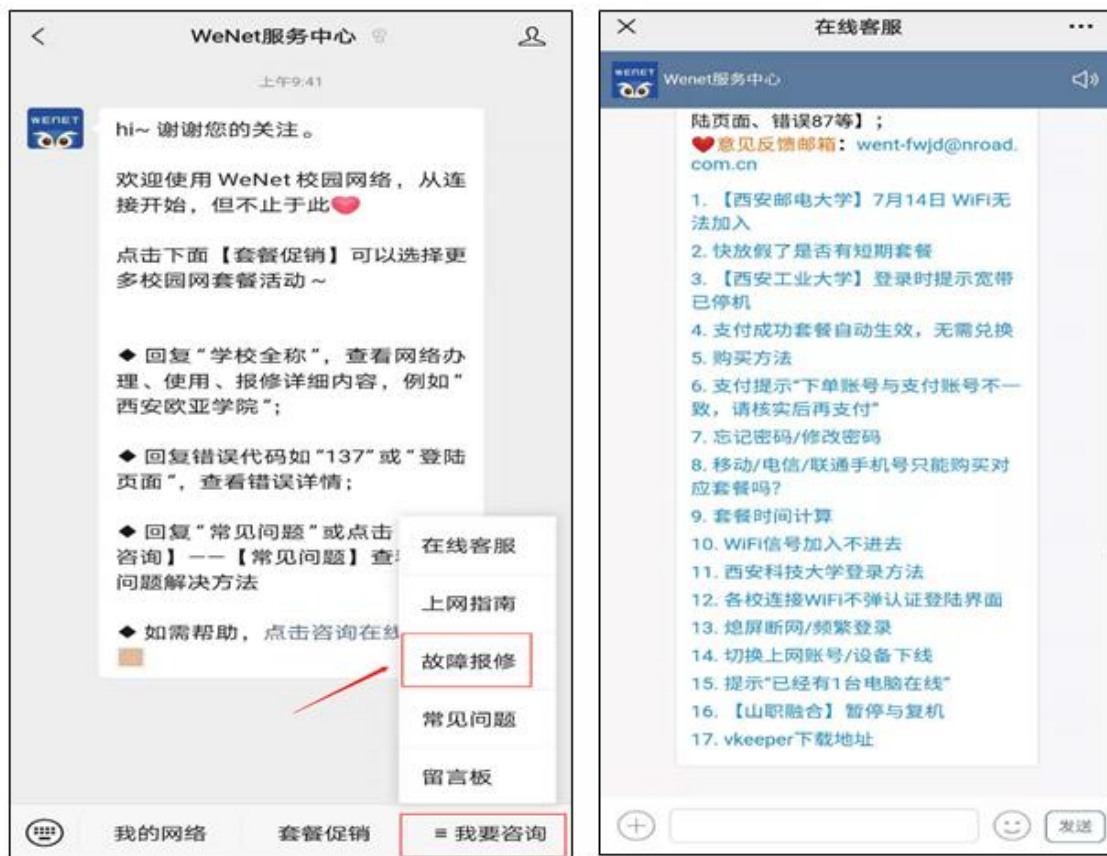 WeNet服务中心
上午9:41
WENET
hi~ 谢谢您的关注。
欢迎使用 WeNet 校园网络，从连
接开始，但不止于此
点击下面【套餐促销】可以选择更
多校园网套餐活动～
◆ 回复“学校全称”，查看网络办
理、使用、报修详细内容，例如“
西安欧亚学院”;
◆ 回复错误代码如“137”或“登陆
页面”，查看错误详情;
◆ 回复“常见问题”或点击
咨询】——【常见问题】查
问题解决方法
◆ 如需帮助，点击咨询在线
在线客服
上网指南
故障报修
常见问题
留言板
我的网络
套餐促销
≡ 我要咨询
在线客服
WENET
Wenet服务中心
陆页面、错误87等】;
意见反馈邮箱：went-fwjd@nroad.
com.cn
1. 【西安邮电大学】7月14日 WiFi无
法加入
2. 快放假了是否有短期套餐
3. 【西安工业大学】登录时提示宽带
已停机
4. 支付成功套餐自动生效，无需兑换
5. 购买方法
6. 支付提示“下单账号与支付账号不一
致，请核实后再支付”
7. 忘记密码/修改密码
8. 移动/电信/联通手机号只能购买对
应套餐吗?
9. 套餐时间计算
10. WiFi信号加入不进去
11. 西安科技大学登录方法
12. 各校连接WiFi不弹认证登陆界面
13. 熄屏断网/频繁登录
14. 切换上网账号/设备下线
15. 提示“已经有1台电脑在线”
16. 【山职融合】暂停与复机
17. vkeeper下载地址
发送